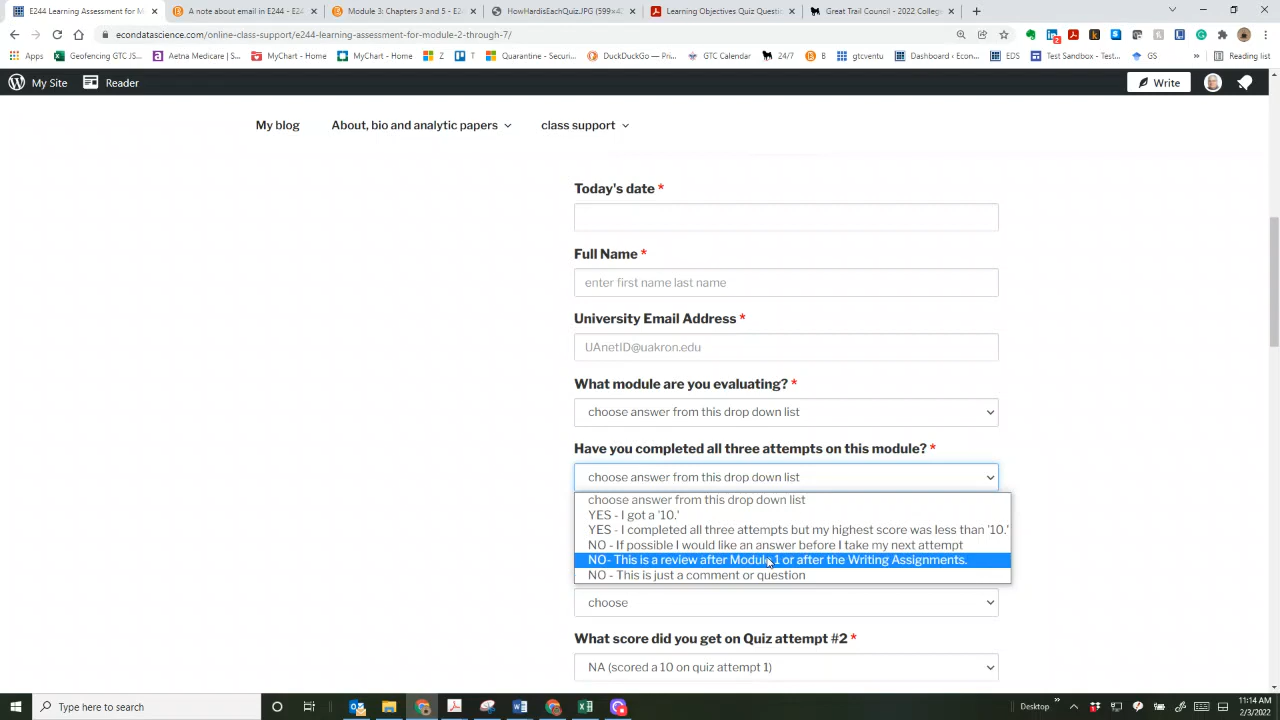 E244 Learning Assessment for M
A note about email in E244 - E244
Module 3: Chapters 3 and 5 - E2
HowHardisEachQuiz.JPG (599×43
Learning Objectives Quiz Questio
Great Trail Council - 2022 Colleg
econdatascience.com/online-class-support/e244-learning-assessment-for-module-2-through-7/
Apps
Geofencing GTC JS...
Aetna Medicare | S...
MyChart - Home
MyChart - Home
Z
T
Quarantine - Securi...
DuckDuckGo — Pri...
GTC Calendar
24/7
B
gtcventu
Dashboard ‹ Econ...
EDS
Test Sandbox - Test...
GS
»
Reading list
My Site
Reader
Write
My blog
About, bio and analytic papers
class support
Today's date *
Full Name *
enter first name last name
University Email Address *
UAnetID@uakron.edu
What module are you evaluating? *
choose answer from this drop down list
Have you completed all three attempts on this module? *
choose answer from this drop down list
choose answer from this drop down list
YES - I got a '10.'
YES - I completed all three attempts but my highest score was less than '10.'
NO - If possible I would like an answer before I take my next attempt
NO- This is a review after Module 1 or after the Writing Assignments.
NO - This is just a comment or question
choose
What score did you get on Quiz attempt #2 *
NA (scored a 10 on quiz attempt 1)
Type here to search
Desktop
»
11:14 AM
2/3/2022